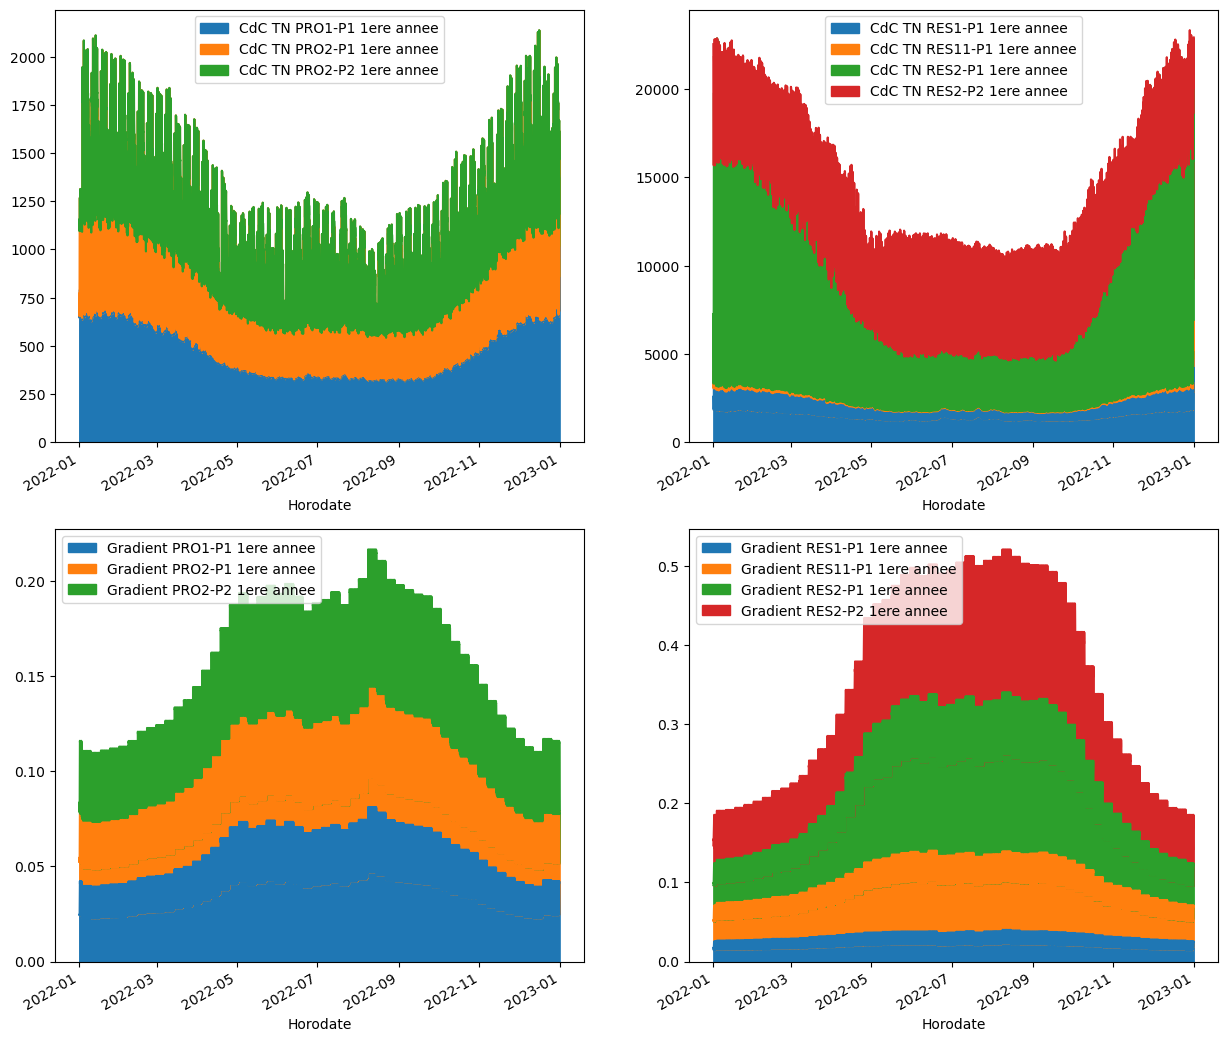 CdC TN PRO1-P1 1ere annee
CdC TN PRO2-P1 1ere annee
CdC TN PRO2-P2 1ere annee
2000
1750
1500
1250
1000
750
500
250
0
2022-01
2022-03
2022-05
2022-07
2022-09
2022-11
2023-01
Horodate
CdC TN RES1-P1 1ere annee
CdC TN RES11-P1 1ere annee
CdC TN RES2-P1 1ere annee
CdC TN RES2-P2 1ere annee
20000
15000
10000
5000
0
2022-01
2022-03
2022-05
2022-07
2022-09
2022-11
2023-01
Horodate
Gradient PRO1-P1 1ere annee
Gradient PRO2-P1 1ere annee
Gradient PRO2-P2 1ere annee
0.20
0.15
0.10
0.05
0.00
2022-01
2022-03
2022-05
2022-07
2022-09
2022-11
2023-01
Horodate
Gradient RES1-P1 1ere annee
Gradient RES11-P1 1ere annee
Gradient RES2-P1 1ere annee
Gradient RES2-P2 1ere annee
0.5
0.4
0.3
0.2
0.1
0.0
2022-01
2022-03
2022-05
2022-07
2022-09
2022-11
2023-01
Horodate